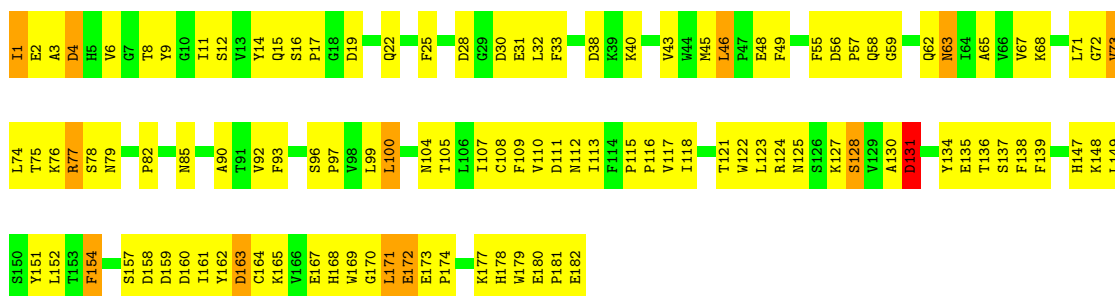 I1 E2 A3 D4 H5 V6 G7 T8 Y9 G10 I11 S12 V13 Y14 Q15 S16 P17 G18 D19 Q22 F25 D28 G29 D30 E31 L32 F33 D38 K39 K40 V43 W44 M45 L46 P47 E48 F49 F55 D56 P57 Q58 G59 Q62 N63 I64 A65 V66 V67 K68 L71 G72 V73
L74 T75 K76 R77 S78 N79 P82 N85 A90 T91 V92 F93 S96 P97 V98 L99 L100 N104 T105 L106 I107 C108 F109 V110 D111 N112 I113 F114 P115 P116 V117 I118 T121 W122 L123 R124 N125 S126 K127 S128 V129 A130 D131 Y134 E135 T136 S137 F138 F139 H147 K148 L149
S150 Y151 L152 T153 F154 S157 D158 D159 D160 I161 Y162 D163 C164 K165 V166 E167 H168 W169 G170 L171 E172 E173 P174 K177 H178 W179 E180 P181 E182